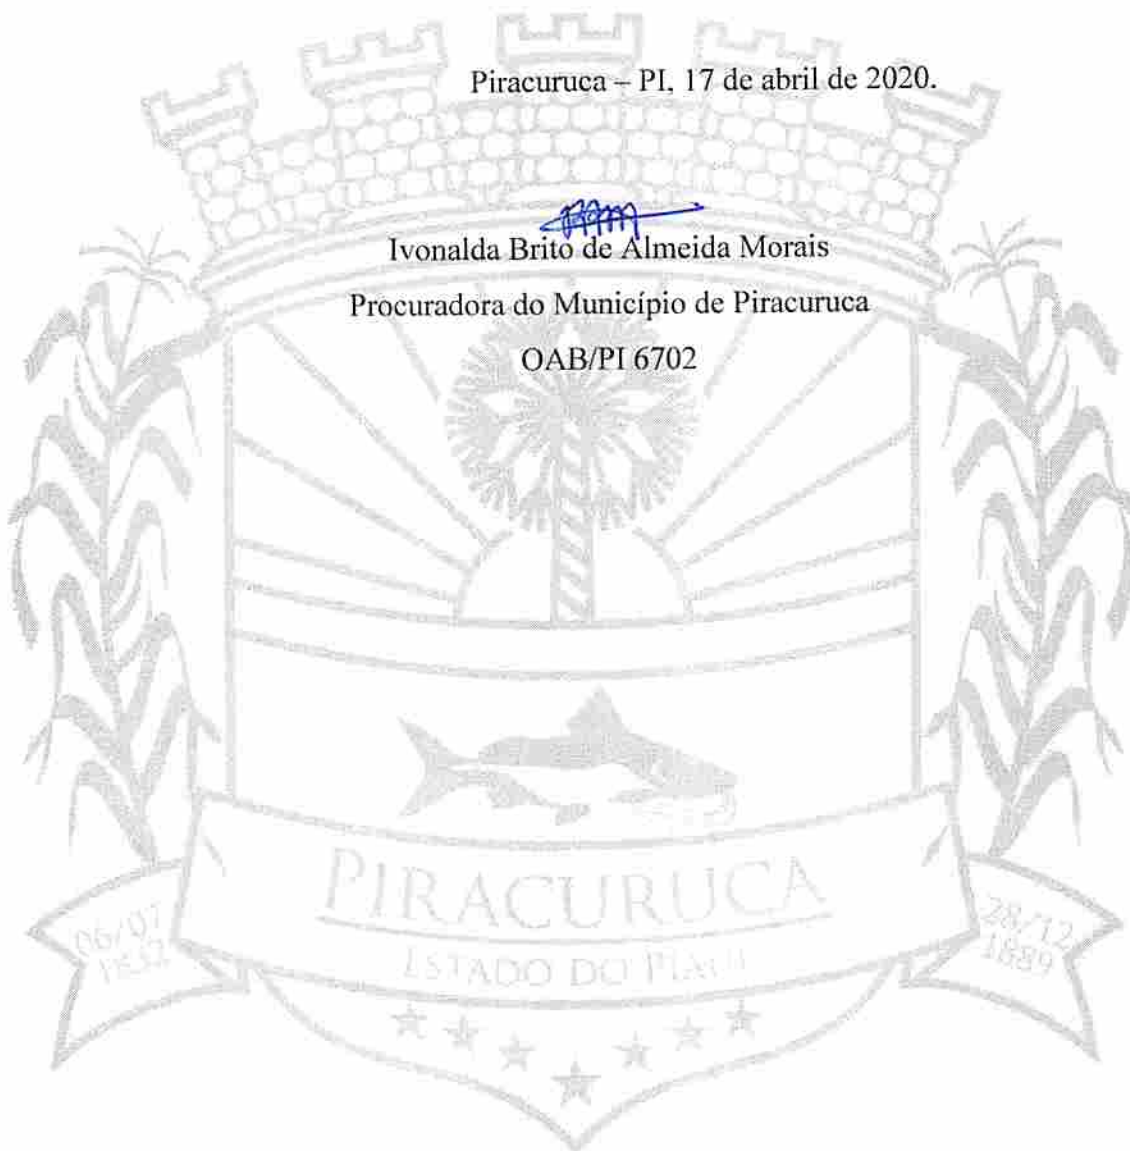 Piracuruca – PI, 17 de abril de 2020.
Ivonalda Brito de Almeida Morais
Procuradora do Município de Piracuruca
OAB/PI 6702
PIRACURUCA
ESTADO DO PIAUÍ
06/07
1832
28/12
1889